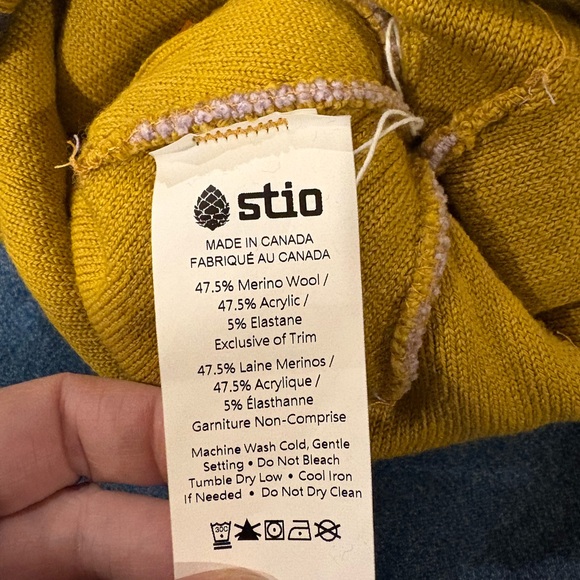 stio
MADE IN CANADA
FABRIQUÉ AU CANADA
47.5% Merino Wool /
47.5% Acrylic /
5% Elastane
Exclusive of Trim
47.5% Laine Merinos /
47.5% Acrylique /
5% Élasthanne
Garniture Non-Comprise
Machine Wash Cold, Gentle
Setting • Do Not Bleach
Tumble Dry Low • Cool Iron
If Needed • Do Not Dry Clean
30C